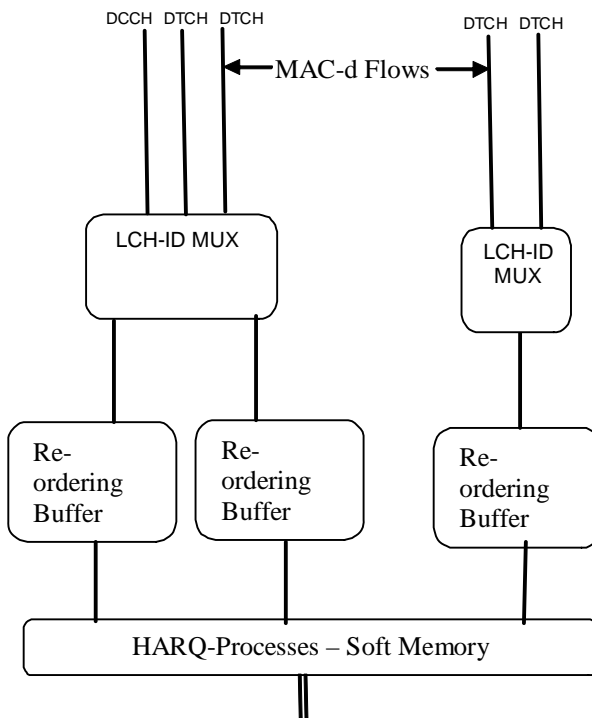 DCCH DTCH DTCH
DTCH DTCH
MAC-d Flows
LCH-ID MUX
LCH-ID
MUX
Re-
ordering
Buffer
Re-
ordering
Buffer
Re-
ordering
Buffer
HARQ-Processes – Soft Memory